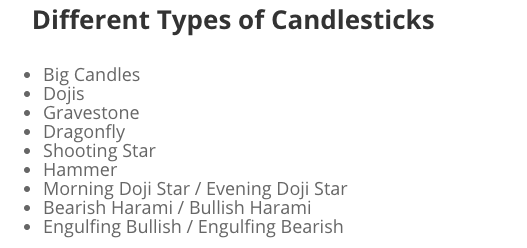 Different Types of Candlesticks
• Big Candles
• Dojis
• Gravestone
• Dragonfly
• Shooting Star
• Hammer
• Morning Doji Star / Evening Doji Star
• Bearish Harami / Bullish Harami
• Engulfing Bullish / Engulfing Bearish